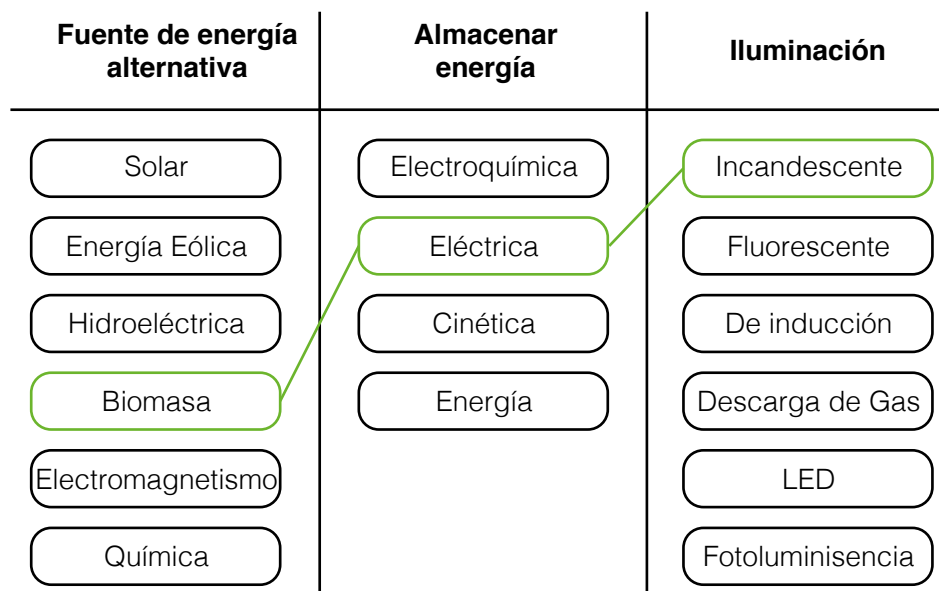 Fuente de energía
alternativa
Almacenar
energía
Iluminación
Solar
Electroquímica
Incandescente
Energía Eólica
Eléctrica
Fluorescente
Hidroeléctrica
Cinética
De inducción
Biomasa
Energía
Descarga de Gas
Electromagnetismo
LED
Química
Fotoluminisencia